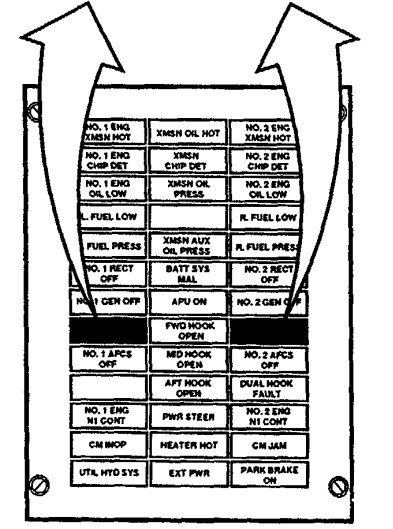 NO. 1 ENG
XMSN HOT
XMSN OIL HOT
NO. 2 ENG
XMSN HOT
NO. 1 ENG
CHIP DET
XMSN
CHIP DET
NO. 2 ENG
CHIP DET
NO. 1 ENG
OIL LOW
XMSN OIL
PRESS
NO. 2 ENG
OIL LOW
L. FUEL LOW
R. FUEL LOW
FUEL PRESS
XMSN AUX
OIL PRESS
R. FUEL PRESS
NO. 1 RECT
OFF
BATT SYS
MAL
NO. 2 RECT
OFF
NO. 1 GEN OFF
APU ON
NO. 2 GEN OFF
FWD HOOK
OPEN
NO. 1 AFCS
OFF
MID HOOK
OPEN
NO. 2 AFCS
OFF
AFT HOOK
OPEN
DUAL HOOK
FAULT
NO. 1 ENG
N1 CONT
PWR STEER
NO. 2 ENG
N1 CONT
CM INOP
HEATER HOT
CM JAM
UTIL HYD SYS
EXT PWR
PARK BRAKE
ON